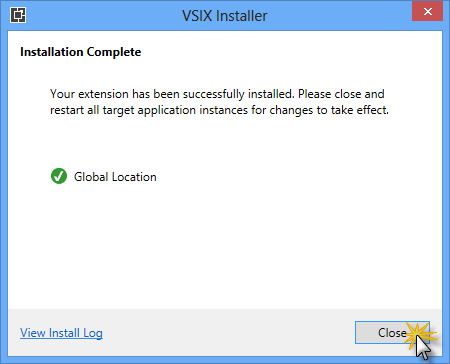 VSIX Installer
Installation Complete
Your extension has been successfully installed. Please close and
restart all target application instances for changes to take effect.
Global Location
View Install Log
Close